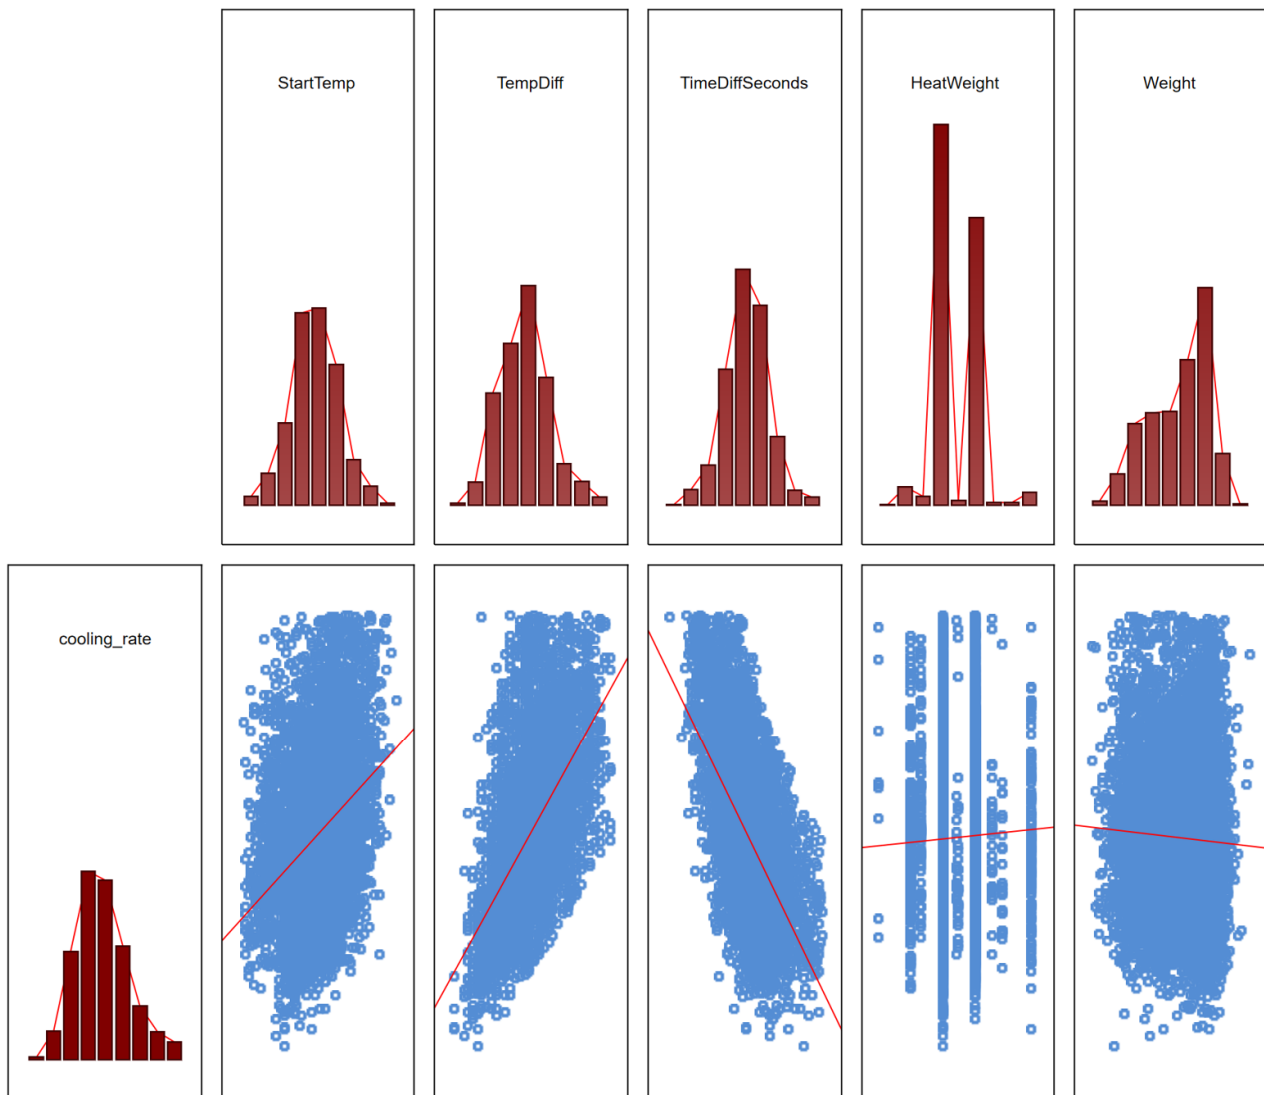 StartTemp
TempDiff
TimeDiffSeconds
HeatWeight
Weight
cooling_rate